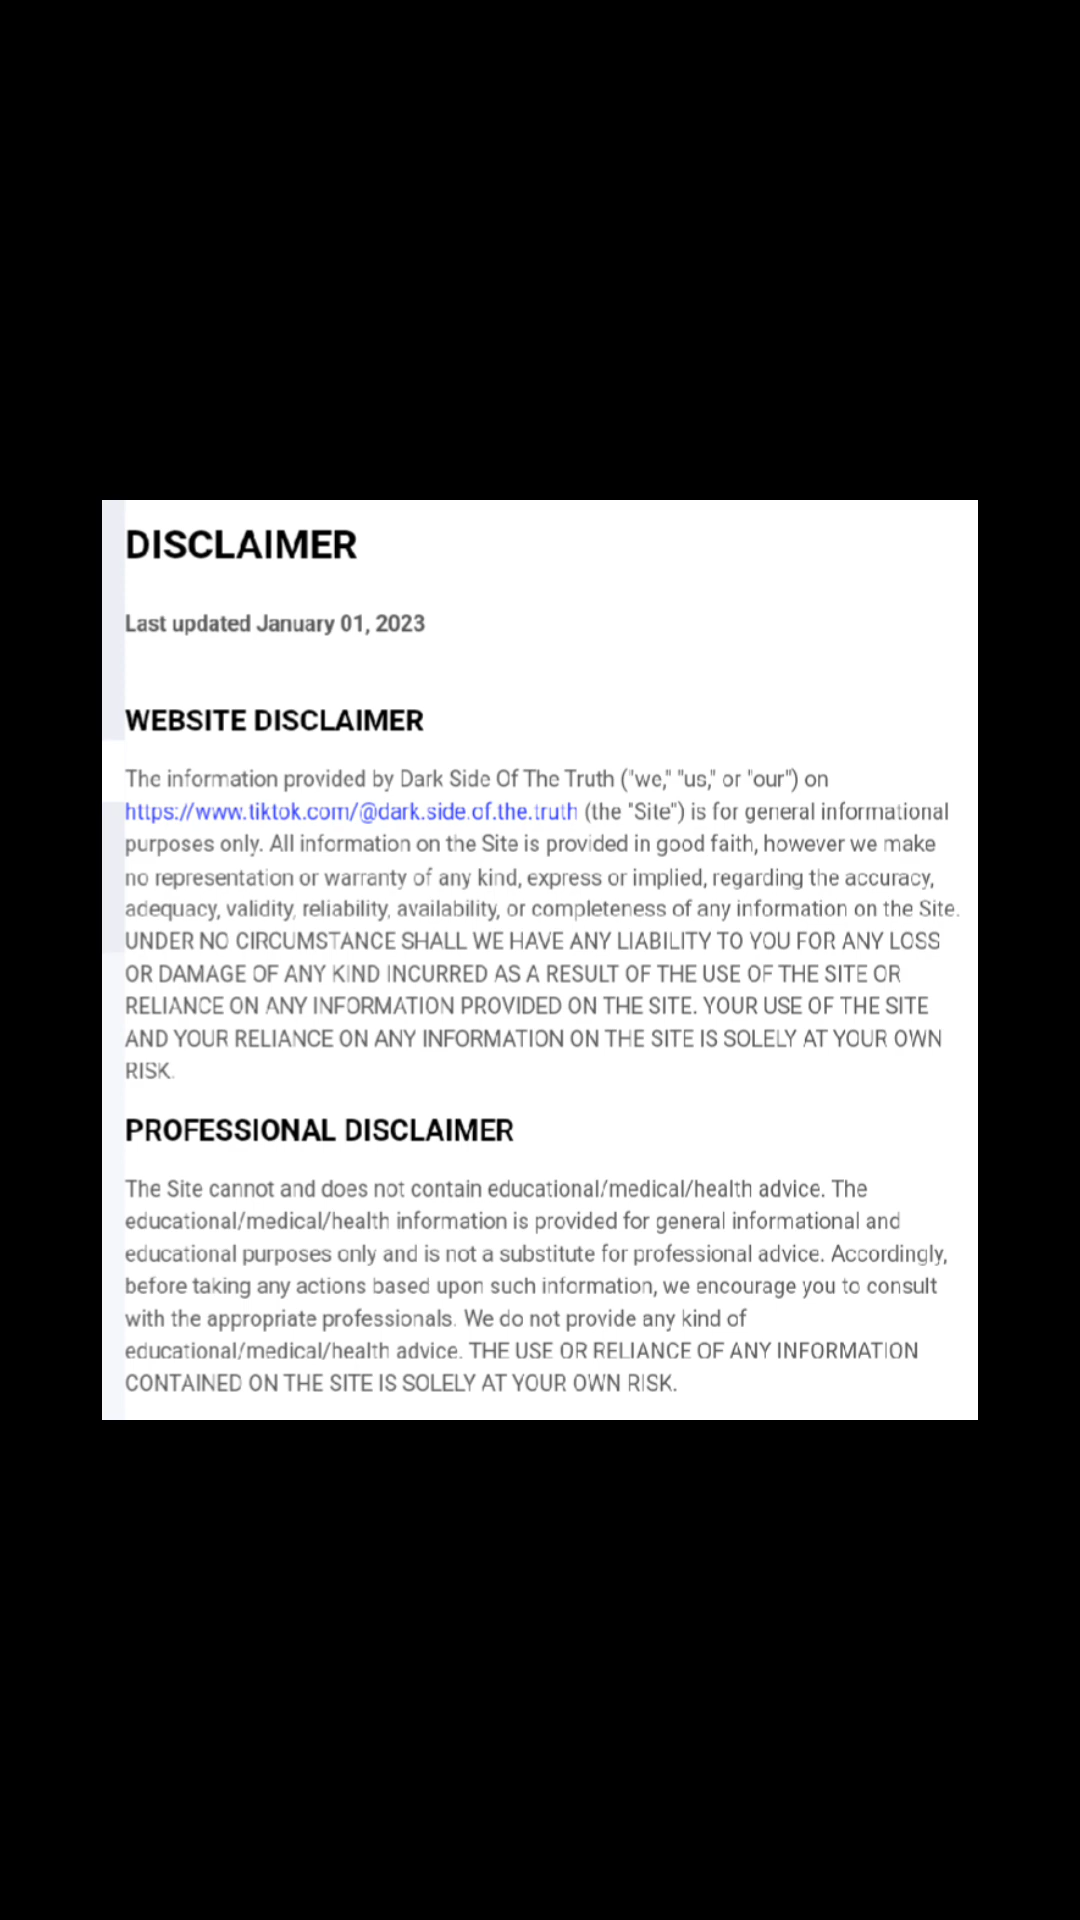 DISCLAIMER
Last updated January 01, 2023
WEBSITE DISCLAIMER
The information provided by Dark Side Of The Truth ("we," "us," or "our") on
https://www.tiktok.com/@dark.side.of.the.truth (the "Site") is for general informational
purposes only. All information on the Site is provided in good faith, however we make
no representation or warranty of any kind, express or implied, regarding the accuracy,
adequacy, validity, reliability, availability, or completeness of any information on the Site.
UNDER NO CIRCUMSTANCE SHALL WE HAVE ANY LIABILITY TO YOU FOR ANY LOSS
OR DAMAGE OF ANY KIND INCURRED AS A RESULT OF THE USE OF THE SITE OR
RELIANCE ON ANY INFORMATION PROVIDED ON THE SITE. YOUR USE OF THE SITE
AND YOUR RELIANCE ON ANY INFORMATION ON THE SITE IS SOLELY AT YOUR OWN
RISK.
PROFESSIONAL DISCLAIMER
The Site cannot and does not contain educational/medical/health advice. The
educational/medical/health information is provided for general informational and
educational purposes only and is not a substitute for professional advice. Accordingly,
before taking any actions based upon such information, we encourage you to consult
with the appropriate professionals. We do not provide any kind of
educational/medical/health advice. THE USE OR RELIANCE OF ANY INFORMATION
CONTAINED ON THE SITE IS SOLELY AT YOUR OWN RISK.